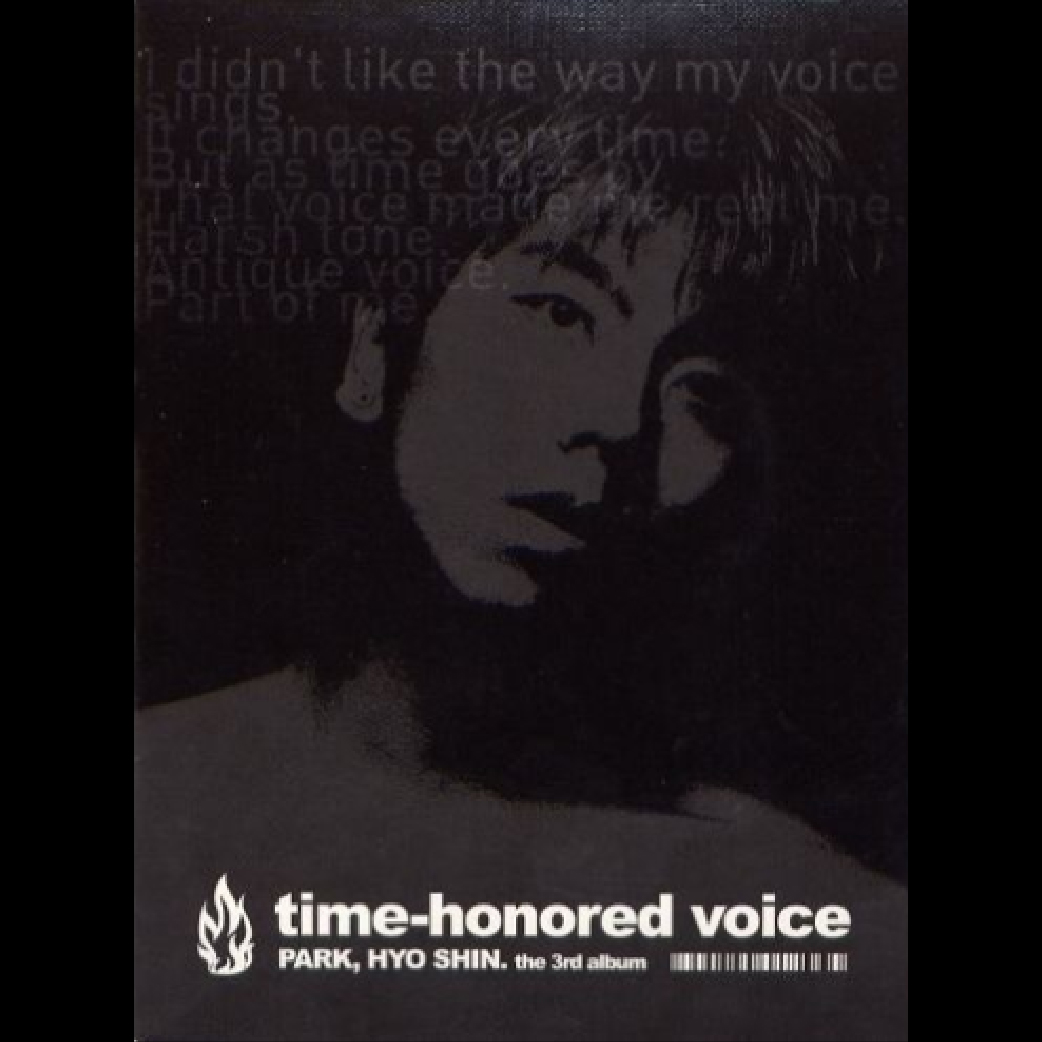 I didn't like the way my voice
sings.
It changes every time.
But as time goes by,
That voice made me real me.
Harsh tone.
Antique voice.
Part of me
time-honored voice
PARK, HYO SHIN. the 3rd album